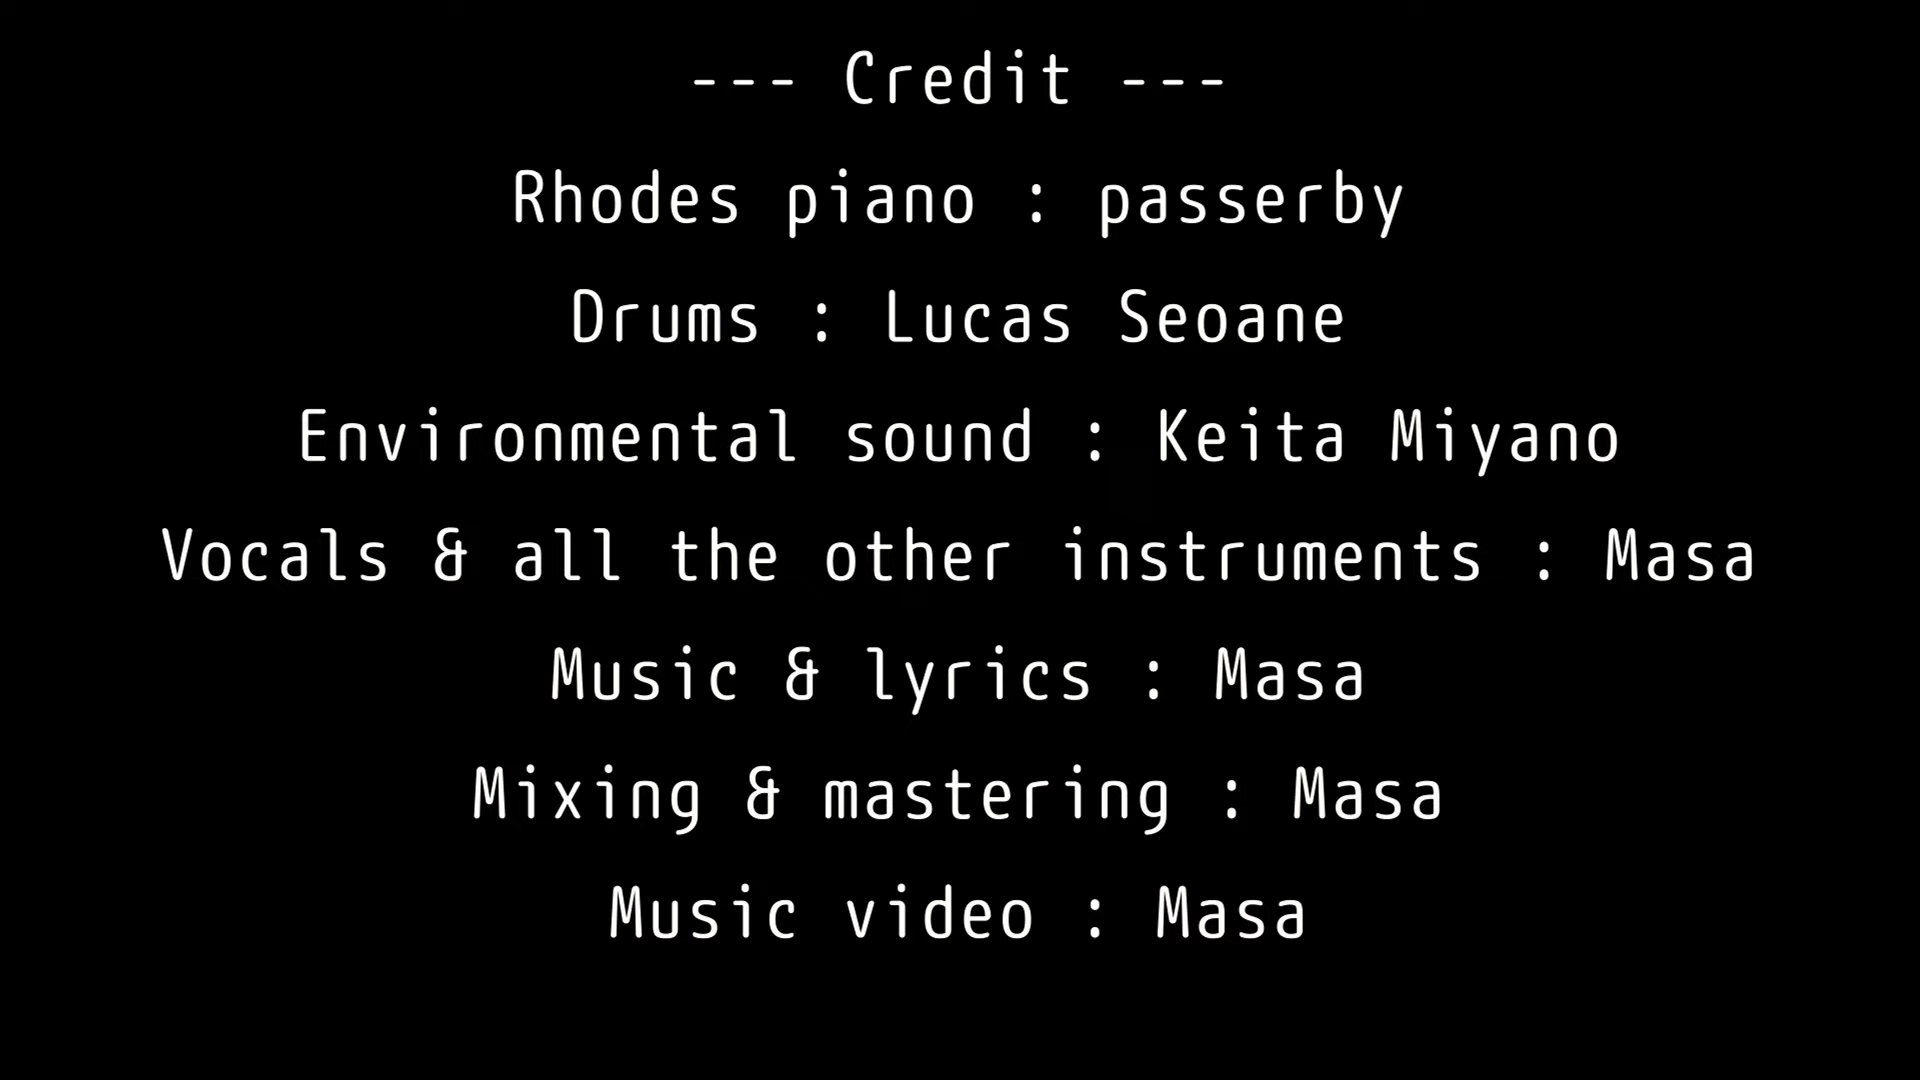 --- Credit ---
Rhodes piano : passerby
Drums : Lucas Seoane
Environmental sound : Keita Miyano
Vocals & all the other instruments : Masa
Music & lyrics : Masa
Mixing & mastering : Masa
Music video : Masa